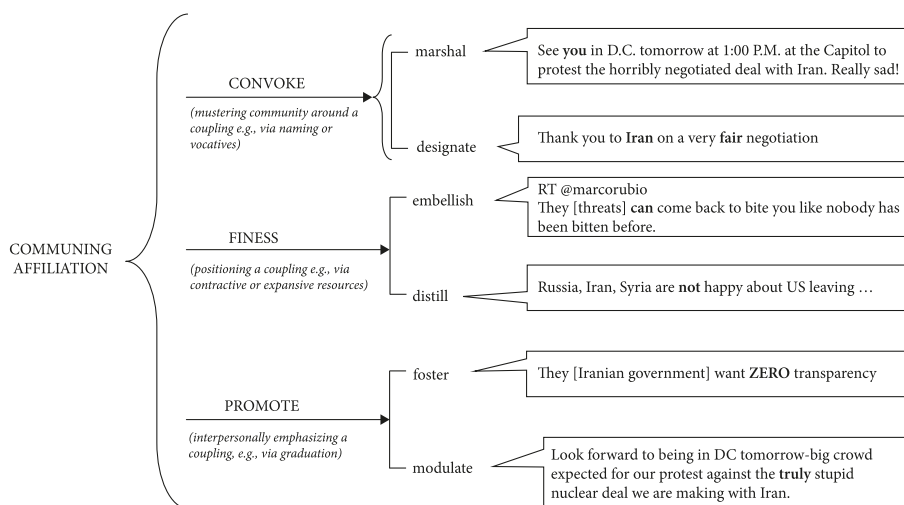 COMMUNING
AFFILIATION
CONVOKE
(mustering community around a
coupling e.g., via naming or
vocatives)
marshal
See you in D.C. tomorrow at 1:00 P.M. at the Capitol to
protest the horribly negotiated deal with Iran. Really sad!
designate
Thank you to Iran on a very fair negotiation
FINESS
(positioning a coupling e.g., via
contractive or expansive resources)
embellish
RT @marcorubio
They [threats] can come back to bite you like nobody has
been bitten before.
distill
Russia, Iran, Syria are not happy about US leaving …
PROMOTE
(interpersonally emphasizing a
coupling, e.g., via graduation)
foster
They [Iranian government] want ZERO transparency
modulate
Look forward to being in DC tomorrow-big crowd
expected for our protest against the truly stupid
nuclear deal we are making with Iran.